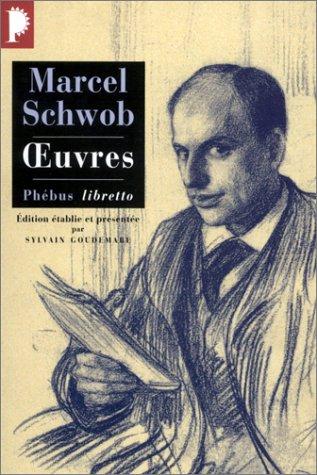 Marcel
Schwob
Œuvres
Phébus libretto
Édition établie et présentée
par
SYLVAIN GOUDEMARE